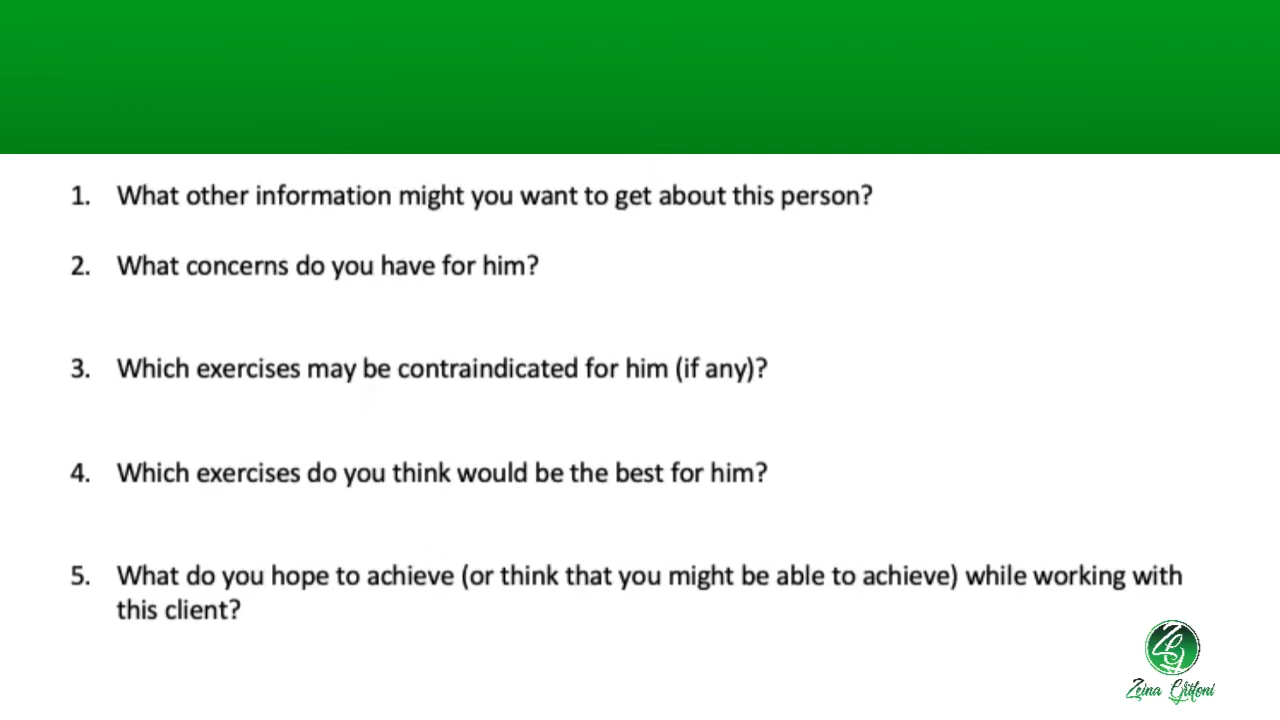 1. What other information might you want to get about this person?
2. What concerns do you have for him?
3. Which exercises may be contraindicated for him (if any)?
4. Which exercises do you think would be the best for him?
5. What do you hope to achieve (or think that you might be able to achieve) while working with
this client?
ZG
Zeina Grifoni